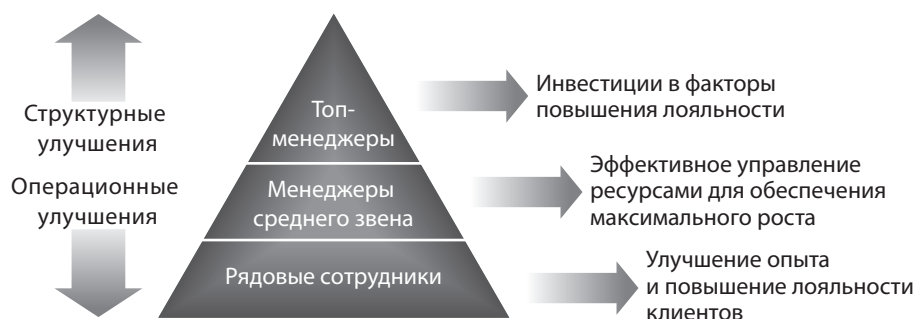 Структурные
улучшения
Операционные
улучшения
Топ-
менеджеры
Менеджеры
среднего звена
Рядовые сотрудники
Инвестиции в факторы
повышения лояльности
Эффективное управление
ресурсами для обеспечения
максимального роста
Улучшение опыта
и повышение лояльности
клиентов